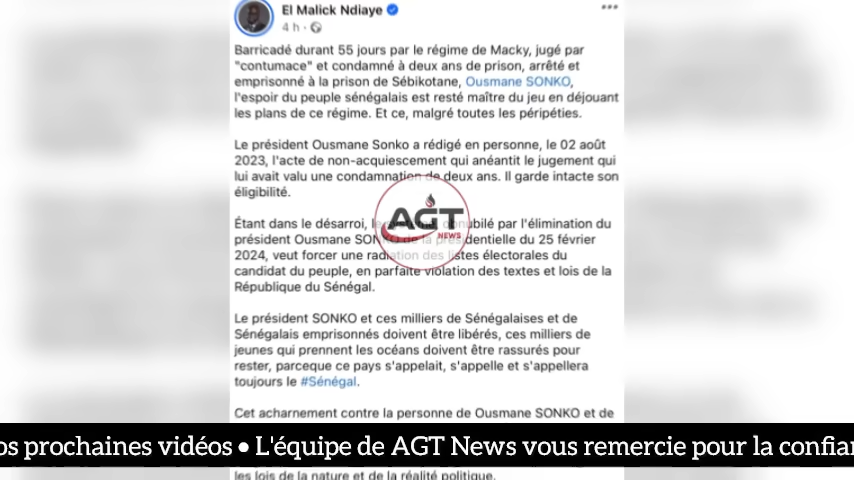 El Malick Ndiaye
4 h ·
Barricadé durant 55 jours par le régime de Macky, jugé par
"contumace" et condamné à deux ans de prison, arrêté et
emprisonné à la prison de Sébikotane, Ousmane SONKO,
l'espoir du peuple sénégalais est resté maître du jeu en déjouant
les plans de ce régime. Et ce, malgré toutes les péripéties.
Le président Ousmane Sonko a rédigé en personne, le 02 août
2023, l'acte de non-acquiescement qui anéantit le jugement qui
lui avait valu une condamnation de deux ans. Il garde intacte son
éligibilité.
Étant dans le désarroi, par l'élimination du
président Ousmane SONKO de la présidentielle du 25 février
2024, veut forcer une radiation des listes électorales du
candidat du peuple, en parfaite violation des textes et lois de la
République du Sénégal.
AGT
NEWS
Le président SONKO et ces milliers de Sénégalaises et de
Sénégalais emprisonnés doivent être libérés, ces milliers de
jeunes qui prennent les océans doivent être rassurés pour
rester, parceque ce pays s'appelait, s'appelle et s'appellera
toujours le #Sénégal.
Cet acharnement contre la personne de Ousmane SONKO et de
os prochaines vidéos • L'équipe de AGT News vous remercie pour la confian
les lois de la nature et de la réalité politique.